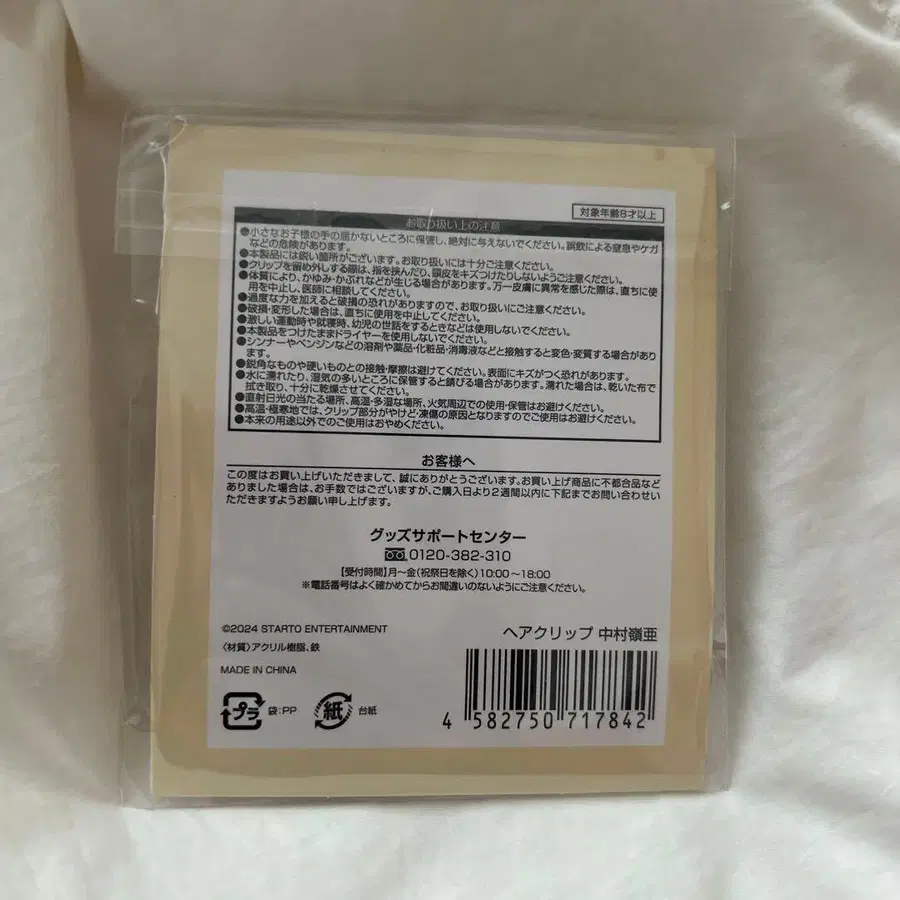 対象年齢8才以上
お取り扱い上の注意
●小さなお子様の手の届かないところに保管し、絶対に与えないでください。誤飲による窒息やケガ
などの危険があります。
●本製品には鋭い箇所がございます。お取り扱いには十分ご注意ください。
●クリップを留め外しする際は、指を挟んだり、頭皮をキズつけたりしないようご注意ください。
●体質により、かゆみ・かぶれなどが生じる場合があります。万一皮膚に異常を感じた際は、直ちに使
用を中止し、医師に相談してください。
●過度な力を加えると破損の恐れがありますので、お取り扱いにご注意ください。
●破損・変形した場合は、直ちに使用を中止してください。
●激しい運動時や就寝時、幼児の世話をするときなどは使用しないでください。
●本製品をつけたままドライヤーを使用しないでください。
●シンナーやベンジンなどの溶剤や薬品・化粧品・消毒液などと接触すると変色・変質する場合があり
ます。
●鋭角なものや硬いものとの接触・摩擦は避けてください。表面にキズがつく恐れがあります。
●水に濡れたり、湿気の多いところに保管すると錆びる場合があります。濡れた場合は、乾いた布で
拭き取り、十分に乾燥させてください。
●直射日光の当たる場所、高温・多湿な場所、火気周辺での使用・保管はお避けください。
●高温・極寒地では、クリップ部分がやけど・凍傷の原因となりますのでご使用はお避けください。
●本来の用途以外でのご使用はおやめください。
お客様へ
この度はお買い上げいただきまして、誠にありがとうございます。お買い上げ商品に不都合品など
ありました場合は、お手数ではございますが、ご購入日より2週間以内に下記までお問い合わせい
ただきますようお願い申し上げます。
グッズサポートセンター
0120-382-310
【受付時間】月~金(祝祭日を除く)10:00~18:00
※電話番号はよく確かめてからお間違いのないようにご注意ください。
©2024 STARTO ENTERTAINMENT
〈材質〉アクリル樹脂、鉄
MADE IN CHINA
ヘアクリップ 中村嶺亜
プラ 袋:PP 紙 台紙
4 582750 717842